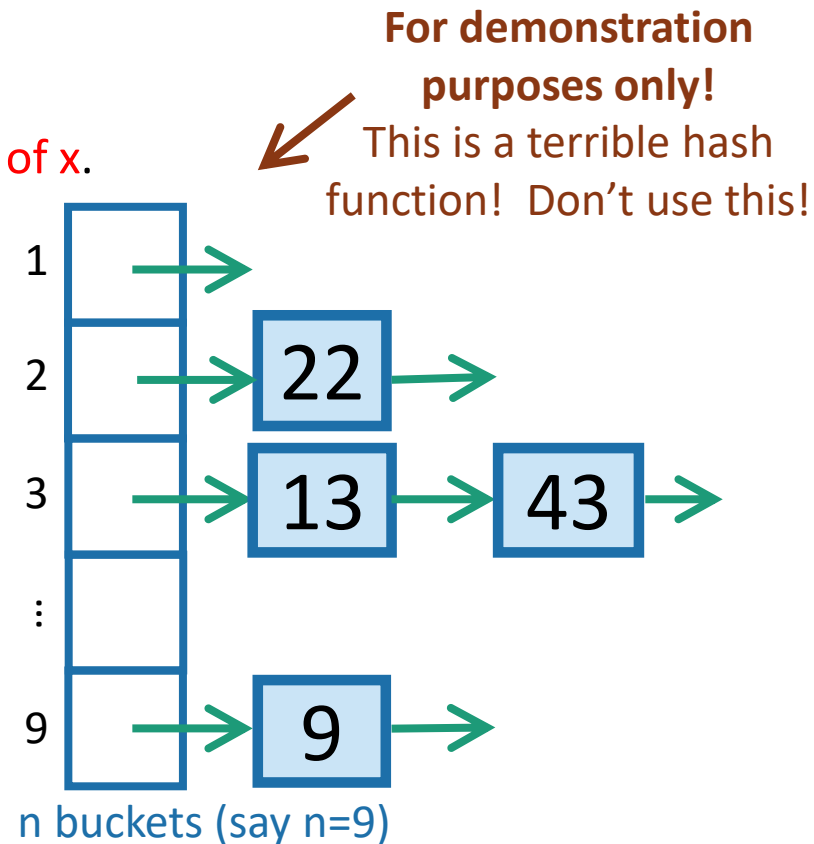 For demonstration
purposes only!
This is a terrible hash
function! Don’t use this!
of x.
1
2
22
3
13
43
⋮
9
9
n buckets (say n=9)